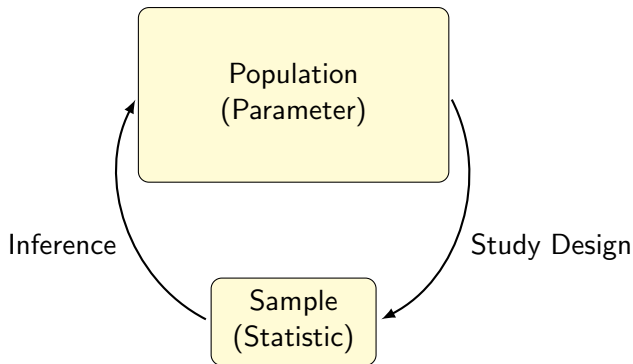 Population
(Parameter)
Inference
Study Design
Sample
(Statistic)